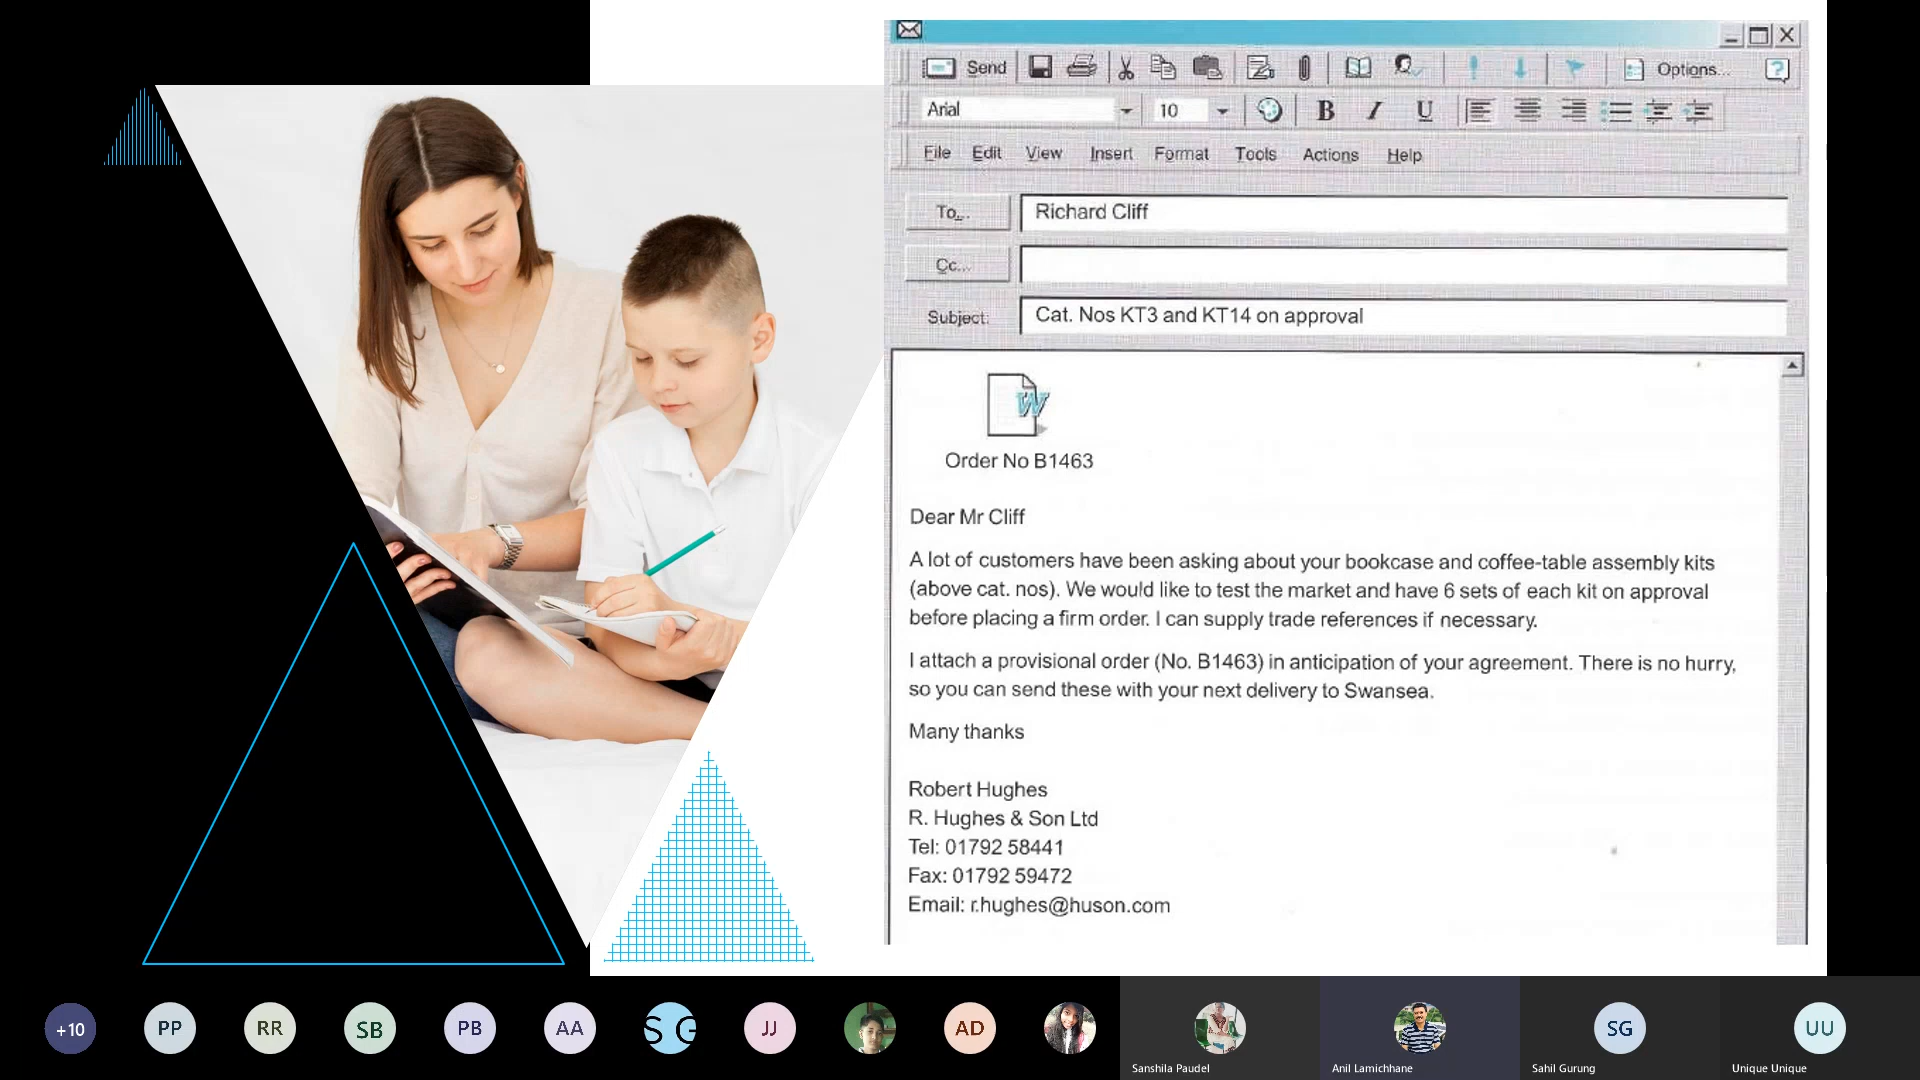 Send
Options...
Arial
10
B I U
File Edit View Insert Format Tools Actions Help
To... Richard Cliff
Cc...
Subject: Cat. Nos KT3 and KT14 on approval
W
Order No B1463
Dear Mr Cliff
A lot of customers have been asking about your bookcase and coffee-table assembly kits
(above cat. nos). We would like to test the market and have 6 sets of each kit on approval
before placing a firm order. I can supply trade references if necessary.
I attach a provisional order (No. B1463) in anticipation of your agreement. There is no hurry,
so you can send these with your next delivery to Swansea.
Many thanks
Robert Hughes
R. Hughes & Son Ltd
Tel: 01792 58441
Fax: 01792 59472
Email: r.hughes@huson.com
+10 PP RR SB PB AA S G JJ AD SG UU
Sanshila Paudel Anil Lamichhane Sahil Gurung Unique Unique